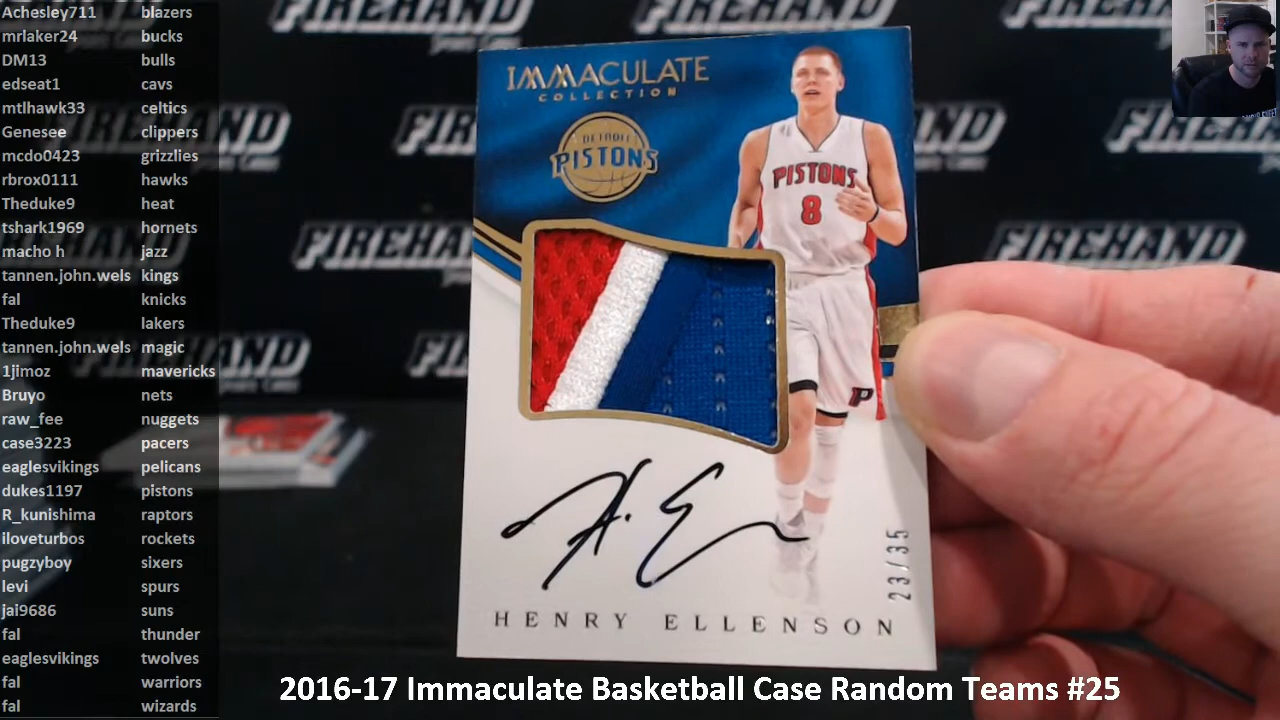 Achesley711 blazers
mrlaker24 bucks
DM13 bulls
edseat1 cavs
mtlhawk33 celtics
Genesee clippers
mcdo0423 grizzlies
rbrox0111 hawks
Theduke9 heat
tshark1969 hornets
macho h jazz
tannen.john.wels kings
fal knicks
Theduke9 lakers
tannen.john.wels magic
1jimoz mavericks
Bruyo nets
raw_fee nuggets
case3223 pacers
eaglesvikings pelicans
dukes1197 pistons
R_kunishima raptors
iloveturbos rockets
pugzyboy sixers
levi spurs
jai9686 suns
fal thunder
eaglesvikings twolves
fal warriors
fal wizards
FIREHAND
IMMACULATE
COLLECTION
DETROIT
PISTONS
PISTONS
8
P
H. E
23/35
HENRY ELLENSON
2016-17 Immaculate Basketball Case Random Teams #25